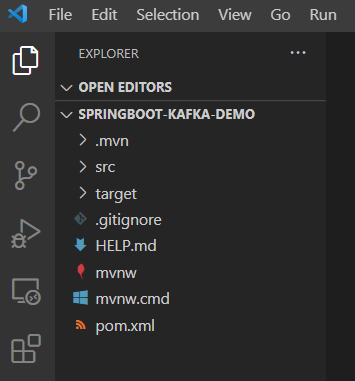 File Edit Selection View Go Run
EXPLORER ...
OPEN EDITORS
SPRINGBOOT-KAFKA-DEMO
.mvn
src
target
.gitignore
HELP.md
mvnw
mvnw.cmd
pom.xml